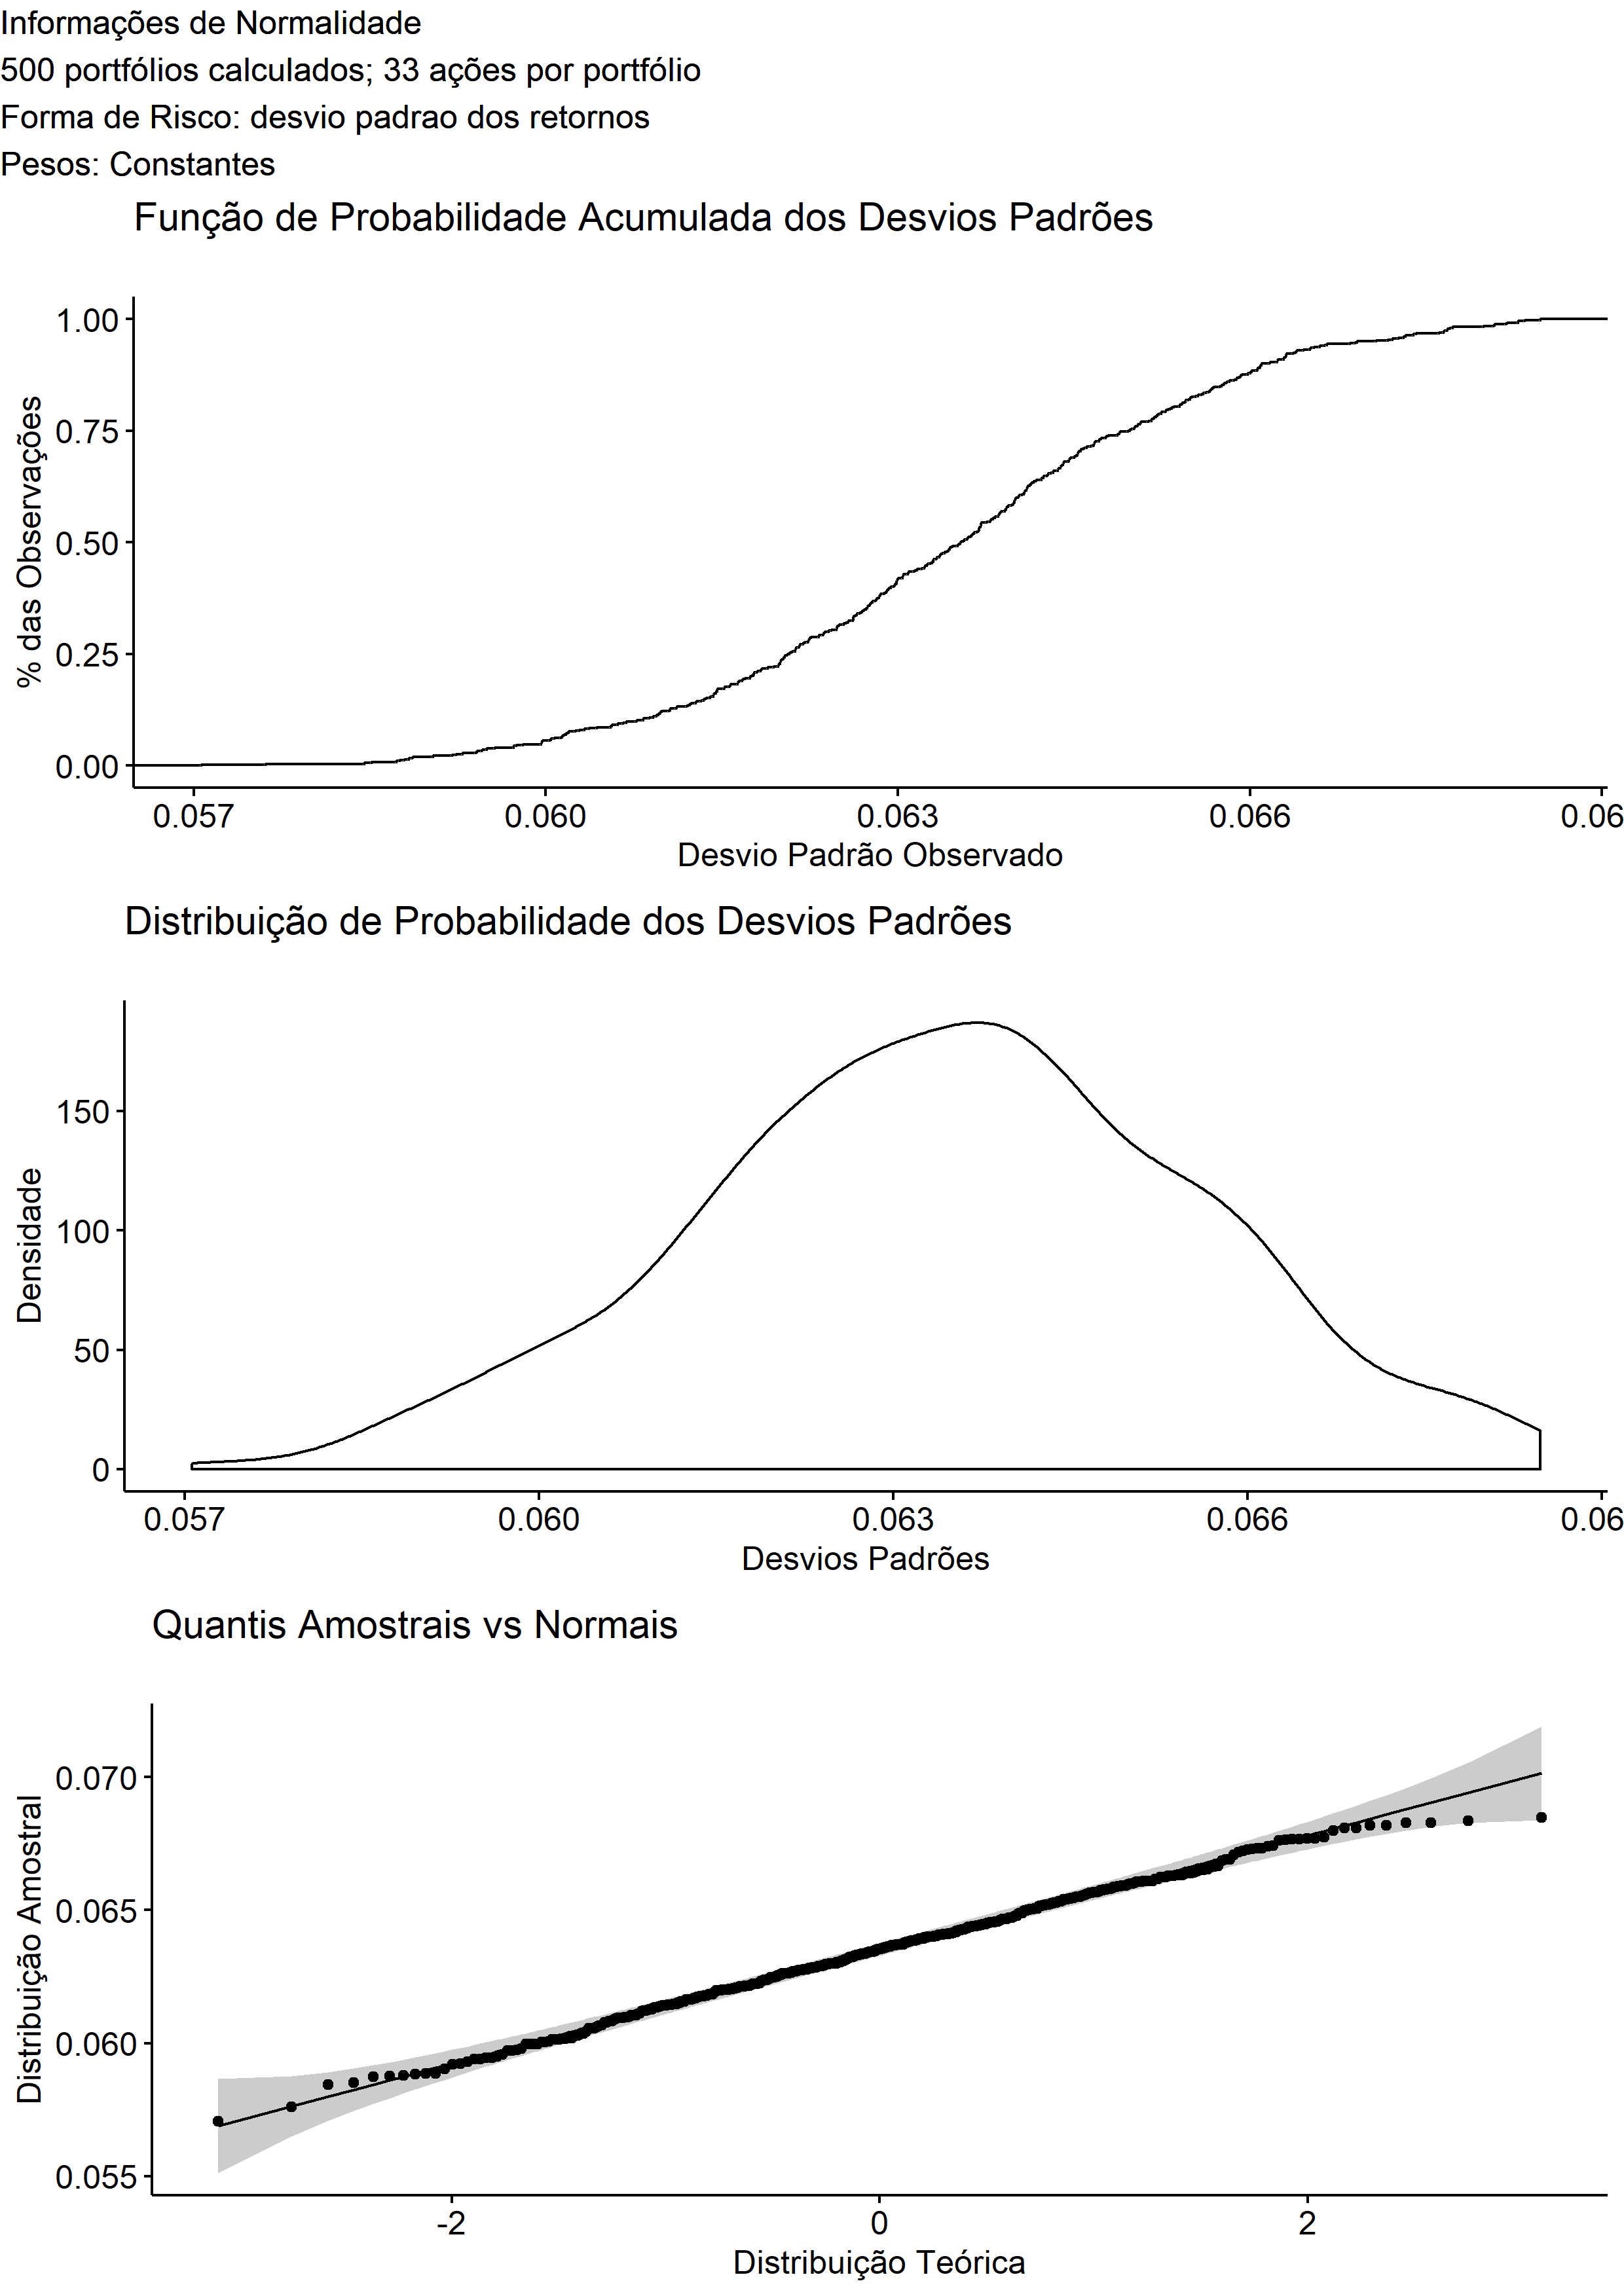 Informações de Normalidade
500 portfólios calculados; 33 ações por portfólio
Forma de Risco: desvio padrao dos retornos
Pesos: Constantes
Função de Probabilidade Acumulada dos Desvios Padrões
% das Observações
1.00
0.75
0.50
0.25
0.00
0.057 0.060 0.063 0.066 0.06
Desvio Padrão Observado
Distribuição de Probabilidade dos Desvios Padrões
Densidade
150
100
50
0
0.057 0.060 0.063 0.066 0.06
Desvios Padrões
Quantis Amostrais vs Normais
Distribuição Amostral
0.070
0.065
0.060
0.055
-2 0 2
Distribuição Teórica